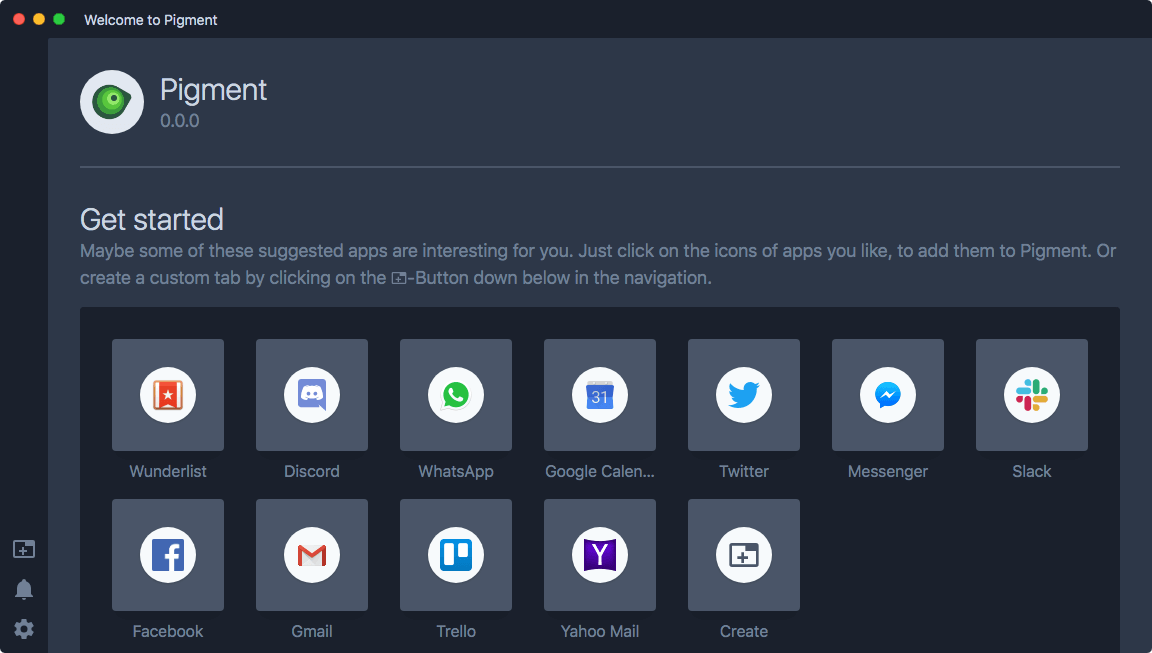 Welcome to Pigment
Pigment
0.0.0
Get started
Maybe some of these suggested apps are interesting for you. Just click on the icons of apps you like, to add them to Pigment. Or
create a custom tab by clicking on the -Button down below in the navigation.
31
Wunderlist Discord WhatsApp Google Calen... Twitter Messenger Slack
f Y
Facebook Gmail Trello Yahoo Mail Create